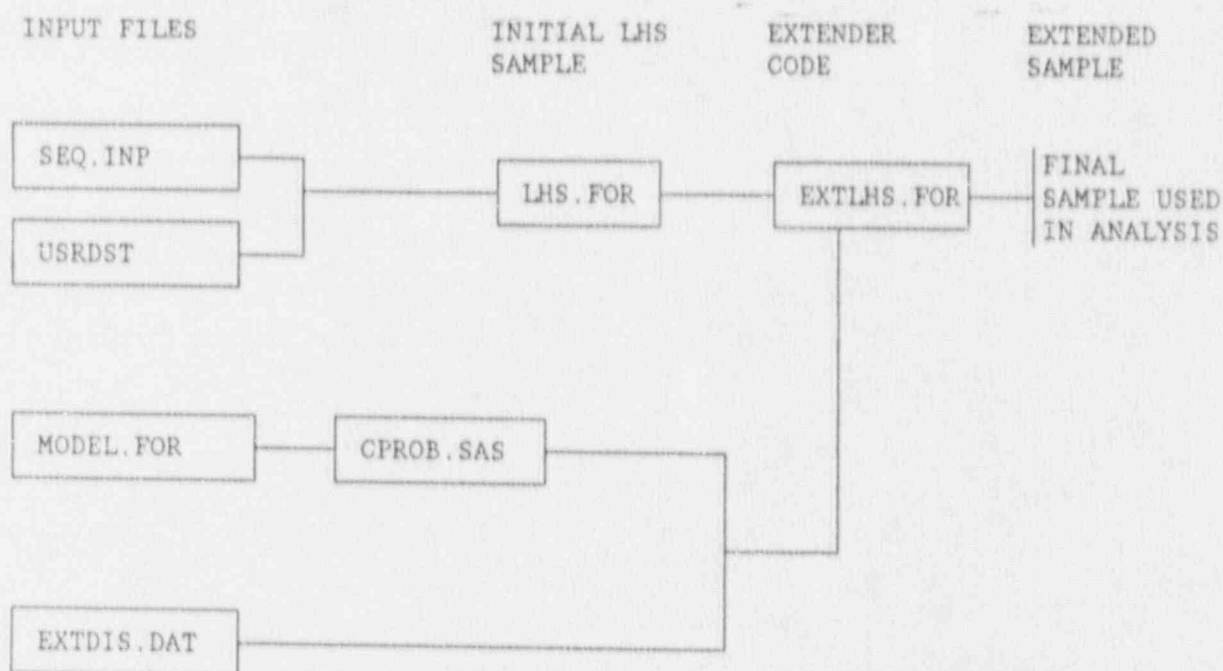 INPUT FILES
INITIAL LHS
SAMPLE
EXTENDER
CODE
EXTENDED
SAMPLE
SEQ.INP
USRDST
LHS.FOR
EXTLHS.FOR
FINAL
SAMPLE USED
IN ANALYSIS
MODEL.FOR
CPROB.SAS
EXTDIS.DAT